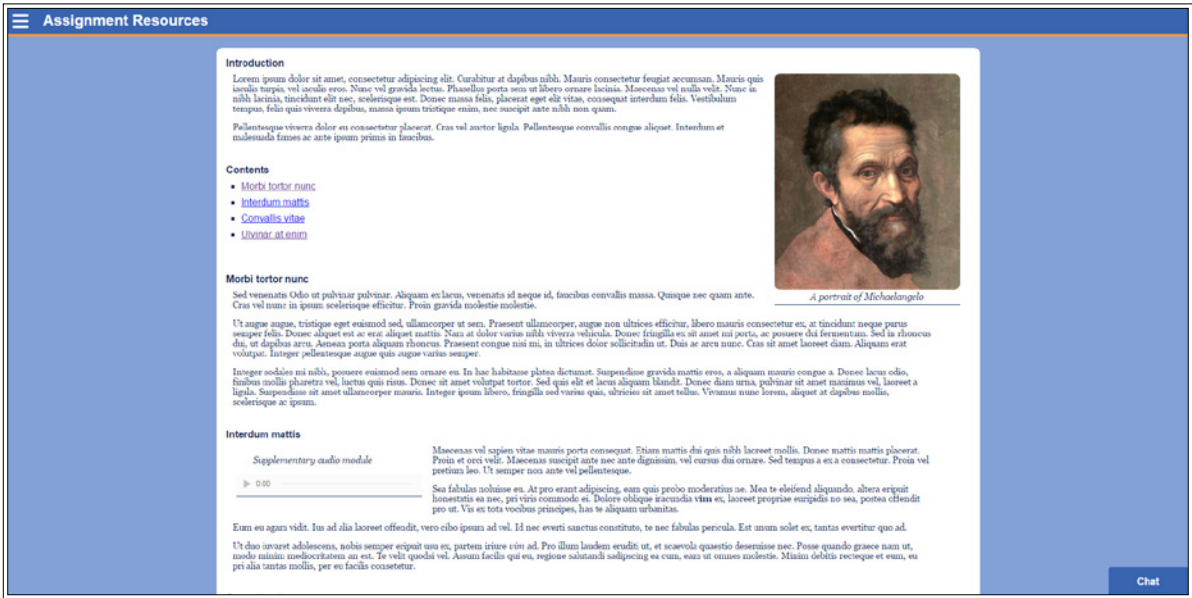 Assignment Resources
Introduction
Lorem ipsum dolor sit amet, consectetur adipiscing elit. Curabitur at dapibus nibh. Mauris consectetur feugiat accumsan. Mauris quis
iaculis turpis, vel iaculis eros. Nunc vel gravida lectus. Phasellus porta sem ut libero ornare lacinia. Maecenas vel nulla velit. Nunc in
nibh lacinia, tincidunt elit nec, scelerisque est. Donec massa felis, placerat eget elit vitae, consequat interdum felis. Vestibulum
tempus, felis quis viverra dapibus, massa ipsum tristique enim, nec suscipit ante nibh non quam.
Pellentesque viverra dolor eu consectetur placerat. Cras vel auctor ligula. Pellentesque convallis congue aliquet. Interdum et
malesuada fames ac ante ipsum primis in faucibus.
Contents
Morbi tortor nunc
Interdum mattis
Convallis vitae
Ulvinar at enim
A portrait of Michaelangelo
Morbi tortor nunc
Sed venenatis Odio ut pulvinar pulvinar. Aliquam ex lacus, venenatis id neque id, faucibus convallis massa. Quisque nec quam ante.
Cras vel nunc in ipsum scelerisque efficitur. Proin gravida molestie molestie.
Ut augue augue, tristique eget euismod sed, ullamcorper ut sem. Praesent ullamcorper, augue non ultrices efficitur, libero mauris consectetur ex, at tincidunt neque purus
semper felis. Donec aliquet est ac erat aliquet mattis. Nam at dolor varius nibh viverra vehicula. Donec fringilla ex sit amet mi porta, ac posuere dui fermentum. Sed in rhoncus
dui, ut dapibus arcu. Aenean porta aliquam rhoncus. Praesent congue nisi mi, in ultrices dolor sollicitudin ut. Duis ac arcu nunc. Cras sit amet laoreet diam. Aliquam erat
volutpat. Integer pellentesque augue quis augue varius semper.
Integer sodales mi nibh, posuere euismod sem ornare eu. In hac habitasse platea dictumst. Suspendisse gravida mattis eros, a aliquam mauris congue a. Donec lacus odio,
finibus mollis pharetra vel, luctus quis risus. Donec sit amet volutpat tortor. Sed quis elit et lacus aliquam blandit. Donec diam urna, pulvinar sit amet maximus vel, laoreet a
ligula. Suspendisse sit amet ullamcorper mauris. Integer ipsum libero, fringilla sed varius quis, ultricies sit amet tellus. Vivamus nunc lorem, aliquet at dapibus mollis,
scelerisque ac ipsum.
Interdum mattis
Supplementary audio module
0:00
Maecenas vel sapien vitae mauris porta consequat. Etiam mattis dui quis nibh laoreet mollis. Donec mattis mattis placerat.
Proin et orci velit. Maecenas suscipit ante nec ante dignissim, vel cursus dui ornare. Sed tempus a ex a consectetur. Proin vel
pretium leo. Ut semper non ante vel pellentesque.
Sea fabulas noluisse eu. At pro erant adipiscing, eam quis probo moderatius ne. Mea te eleifend aliquando, altera eripuit
honestatis ea nec, pri viris commodo ei. Dolore oblique iracundia vim ex, laoreet propriae euripidis no sea, postea offendit
pro ut. Vis ex tota vocibus principes, has te aliquam urbanitas.
Eum eu agam vidit. Ius ad alia laoreet offendit, vero cibo ipsum ad vel. Id nec everti sanctus constituto, te nec fabulas pericula. Est unum solet ex, tantas evertitur quo ad.
Ut duo iuvaret adolescens, nobis semper eripuit usu ex, partem iriure vim ad. Pro illum laudem eruditi ut, et scaevola quaestio deseruisse nec. Posse quando graece nam ut,
modo minim mediocritatem an est. Te velit quodsi vel. Assum facilis qui eu, regione salutandi sadipscing ea cum, eam ut omnes molestie. Minim debitis recteque et eum, eu
pri alia tantas mollis, per eu facilis consetetur.
Chat